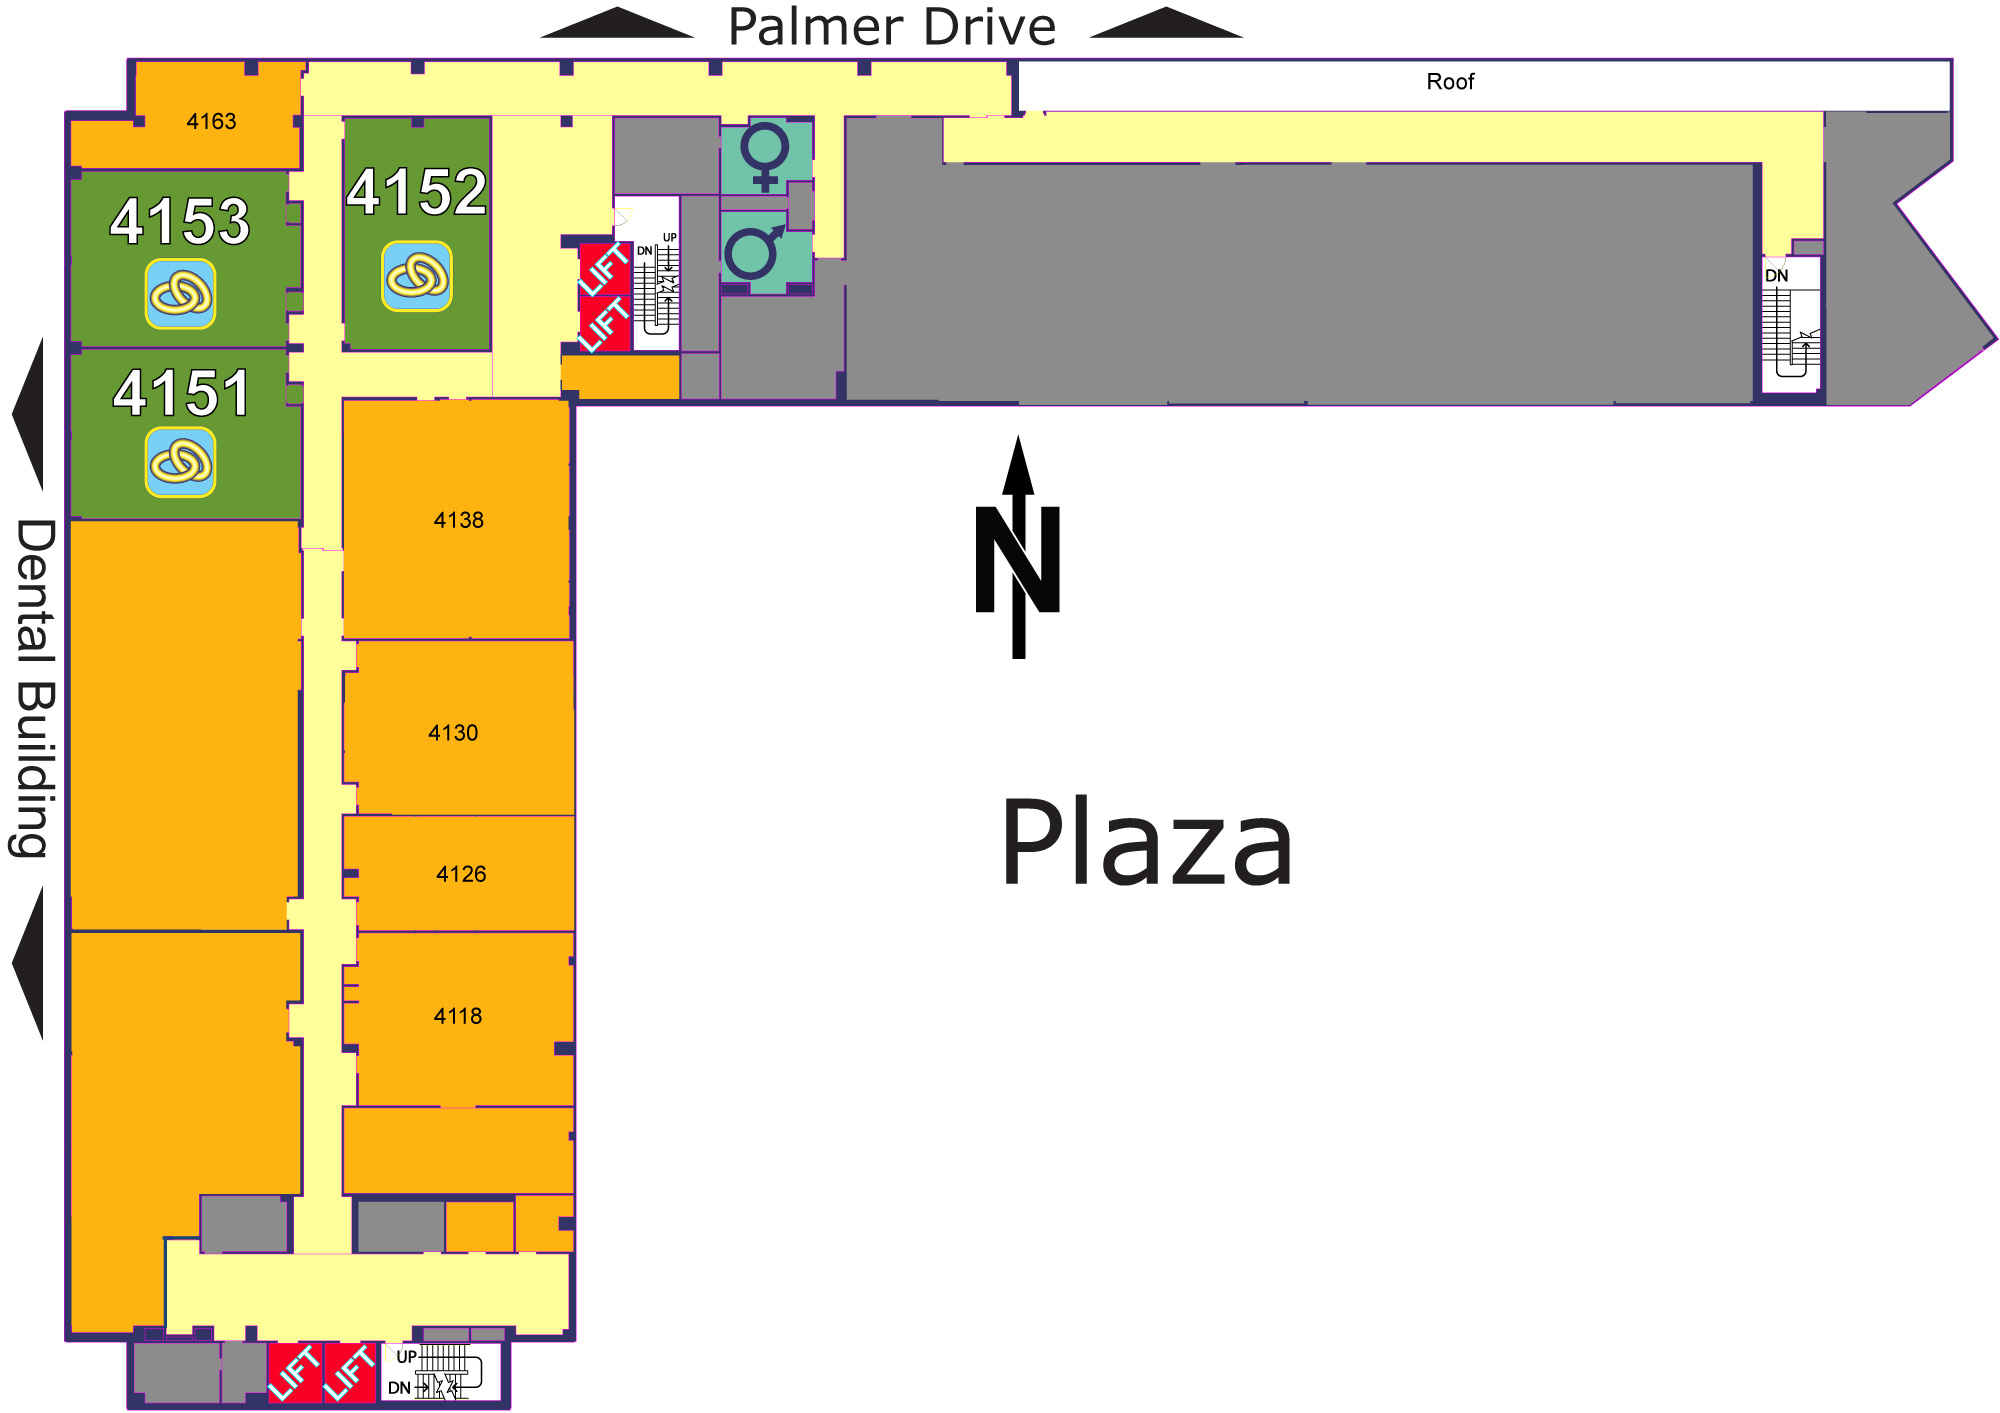 Palmer Drive
Roof
4163
4152
4153
UP
DN
LIFT
DN
LIFT
4151
4138
N
Dental Building
4130
Plaza
4126
4118
UP
LIFT
LIFT
DN